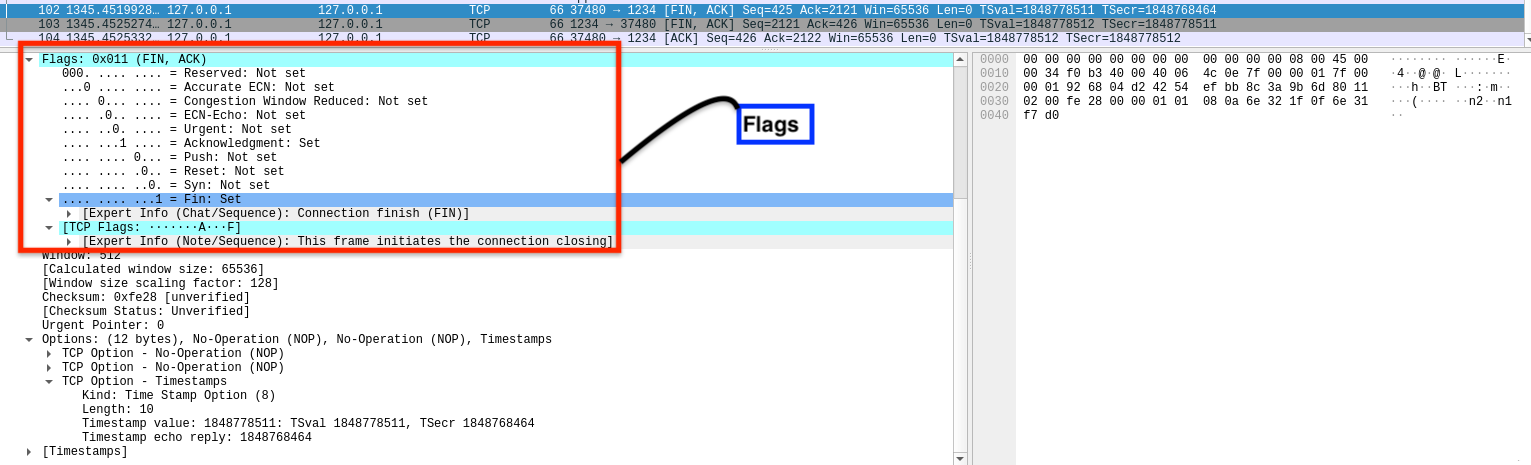 102 1345.4519928… 127.0.0.1 127.0.0.1 TCP 66 37480 → 1234 [FIN, ACK] Seq=425 Ack=2121 Win=65536 Len=0 TSval=1848778511 TSecr=1848768464
103 1345.4525274… 127.0.0.1 127.0.0.1 TCP 66 1234 → 37480 [FIN, ACK] Seq=2121 Ack=426 Win=65536 Len=0 TSval=1848778512 TSecr=1848778511
104 1345.4525332… 127.0.0.1 127.0.0.1 TCP 66 37480 → 1234 [ACK] Seq=426 Ack=2122 Win=65536 Len=0 TSval=1848778512 TSecr=1848778512
Flags: 0x011 (FIN, ACK)
000. .... .... = Reserved: Not set
...0 .... .... = Accurate ECN: Not set
.... 0... .... = Congestion Window Reduced: Not set
.... .0.. .... = ECN-Echo: Not set
.... ..0. .... = Urgent: Not set
.... ...1 .... = Acknowledgment: Set
.... .... 0... = Push: Not set
.... .... .0.. = Reset: Not set
.... .... ..0. = Syn: Not set
.... .... ...1 = Fin: Set
[Expert Info (Chat/Sequence): Connection finish (FIN)]
[TCP Flags: ·······A···F]
[Expert Info (Note/Sequence): This frame initiates the connection closing]
Window: 512
[Calculated window size: 65536]
[Window size scaling factor: 128]
Checksum: 0xfe28 [unverified]
[Checksum Status: Unverified]
Urgent Pointer: 0
Options: (12 bytes), No-Operation (NOP), No-Operation (NOP), Timestamps
TCP Option - No-Operation (NOP)
TCP Option - No-Operation (NOP)
TCP Option - Timestamps
Kind: Time Stamp Option (8)
Length: 10
Timestamp value: 1848778511: TSval 1848778511, TSecr 1848768464
Timestamp echo reply: 1848768464
[Timestamps]
Flags
0000 00 00 00 00 00 00 00 00 00 00 00 00 08 00 45 00 ········ ······E·
0010 00 34 f0 b3 40 00 40 06 4c 0e 7f 00 00 01 7f 00 ·4··@·@· L·······
0020 00 01 92 68 04 d2 42 54 ef bb 8c 3a 9b 6d 80 11 ···h··BT ···:·m··
0030 02 00 fe 28 00 00 01 01 08 0a 6e 32 1f 0f 6e 31 ···(···· ··n2··n1
0040 f7 d0 ··